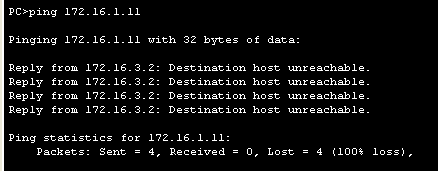 PC>ping 172.16.1.11
Pinging 172.16.1.11 with 32 bytes of data:
Reply from 172.16.3.2: Destination host unreachable.
Reply from 172.16.3.2: Destination host unreachable.
Reply from 172.16.3.2: Destination host unreachable.
Reply from 172.16.3.2: Destination host unreachable.
Ping statistics for 172.16.1.11:
Packets: Sent = 4, Received = 0, Lost = 4 (100% loss),